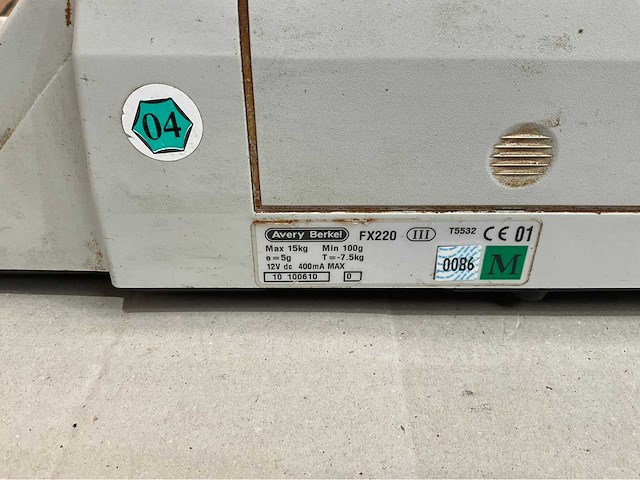 04
Avery Berkel FX220 III T5532 CE 01
Max 15kg Min 100g
e=5g T=-7.5kg
12V dc 400mA MAX
10 100610 0
0086 M